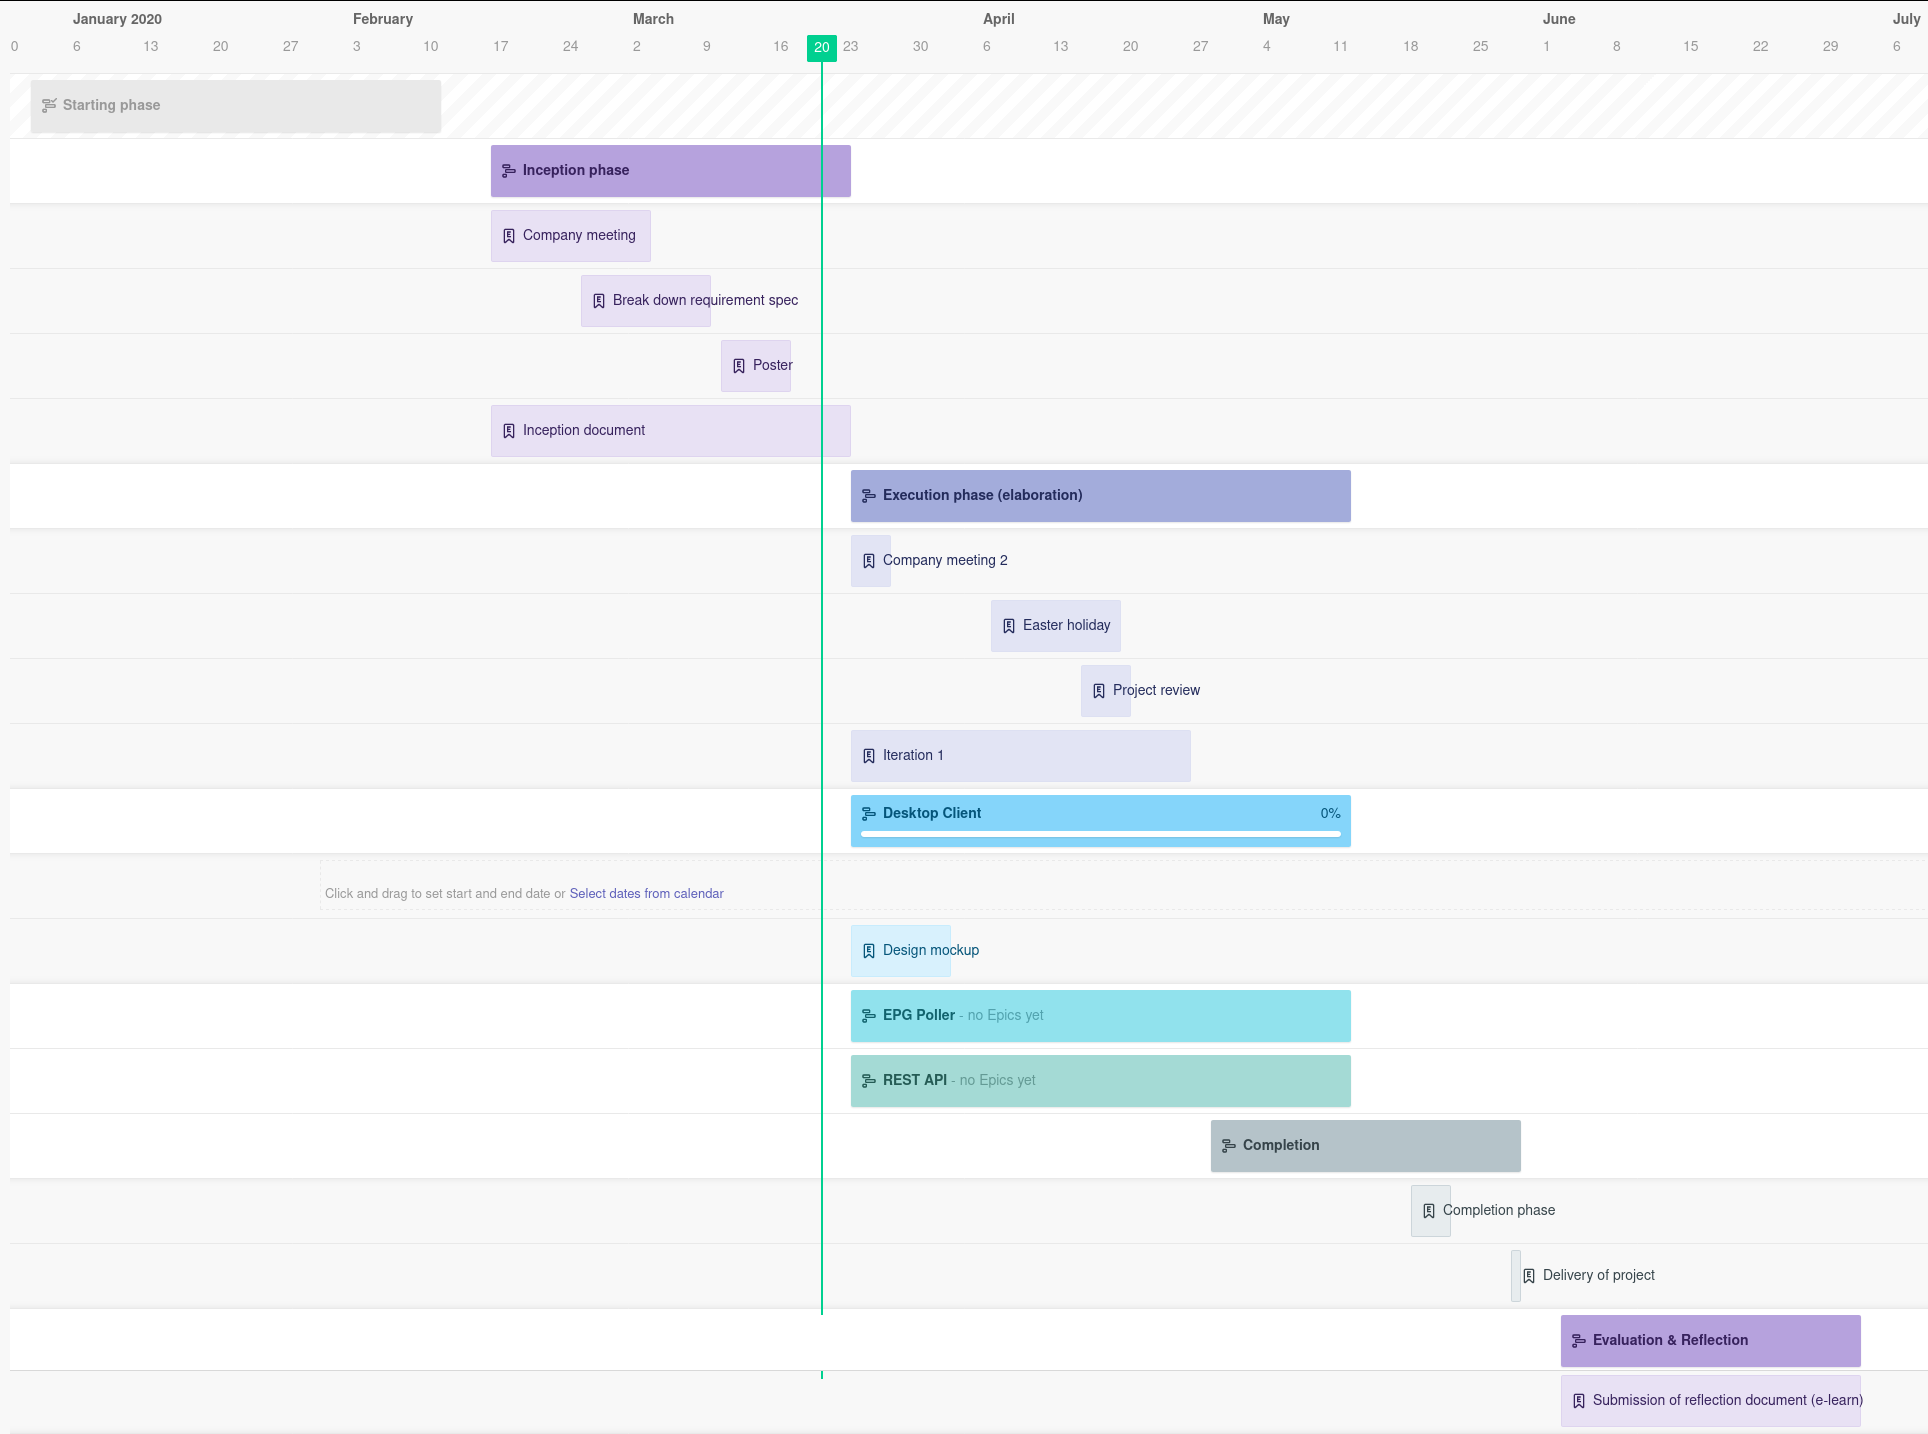 January 2020 February March April May June July
0 6 13 20 27 3 10 17 24 2 9 16 20 23 30 6 13 20 27 4 11 18 25 1 8 15 22 29 6
Starting phase
Inception phase
Company meeting
Break down requirement spec
Poster
Inception document
Execution phase (elaboration)
Company meeting 2
Easter holiday
Project review
Iteration 1
Desktop Client 0%
Click and drag to set start and end date or Select dates from calendar
Design mockup
EPG Poller - no Epics yet
REST API - no Epics yet
Completion
Completion phase
Delivery of project
Evaluation & Reflection
Submission of reflection document (e-learn)